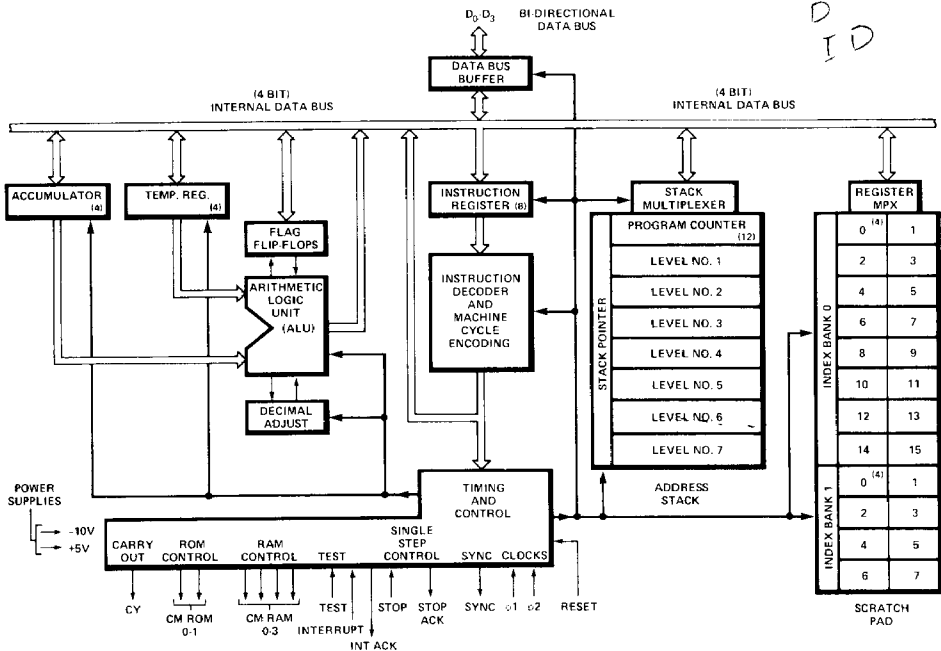 D
ID
D0-D3
BI-DIRECTIONAL
DATA BUS
DATA BUS
BUFFER
(4 BIT)
INTERNAL DATA BUS
(4 BIT)
INTERNAL DATA BUS
ACCUMULATOR
(4)
TEMP. REG.
(4)
FLAG
FLIP-FLOPS
ARITHMETIC
LOGIC
UNIT
(ALU)
DECIMAL
ADJUST
INSTRUCTION
REGISTER (8)
INSTRUCTION
DECODER
AND
MACHINE
CYCLE
ENCODING
STACK
MULTIPLEXER
PROGRAM COUNTER
(12)
LEVEL NO. 1
LEVEL NO. 2
LEVEL NO. 3
LEVEL NO. 4
LEVEL NO. 5
LEVEL NO. 6
LEVEL NO. 7
STACK POINTER
ADDRESS
STACK
REGISTER
MPX
INDEX BANK 0
0 (4) 1
2 3
4 5
6 7
8 9
10 11
12 13
14 15
INDEX BANK 1
0 (4) 1
2 3
4 5
6 7
SCRATCH
PAD
POWER
SUPPLIES
-10V
+5V
TIMING
AND
CONTROL
CARRY
OUT
ROM
CONTROL
RAM
CONTROL
TEST
SINGLE
STEP
CONTROL
SYNC
CLOCKS
CY
CM ROM
0-1
CM RAM
0-3
TEST
INTERRUPT
INT ACK
STOP
STOP
ACK
SYNC
φ1
φ2
RESET